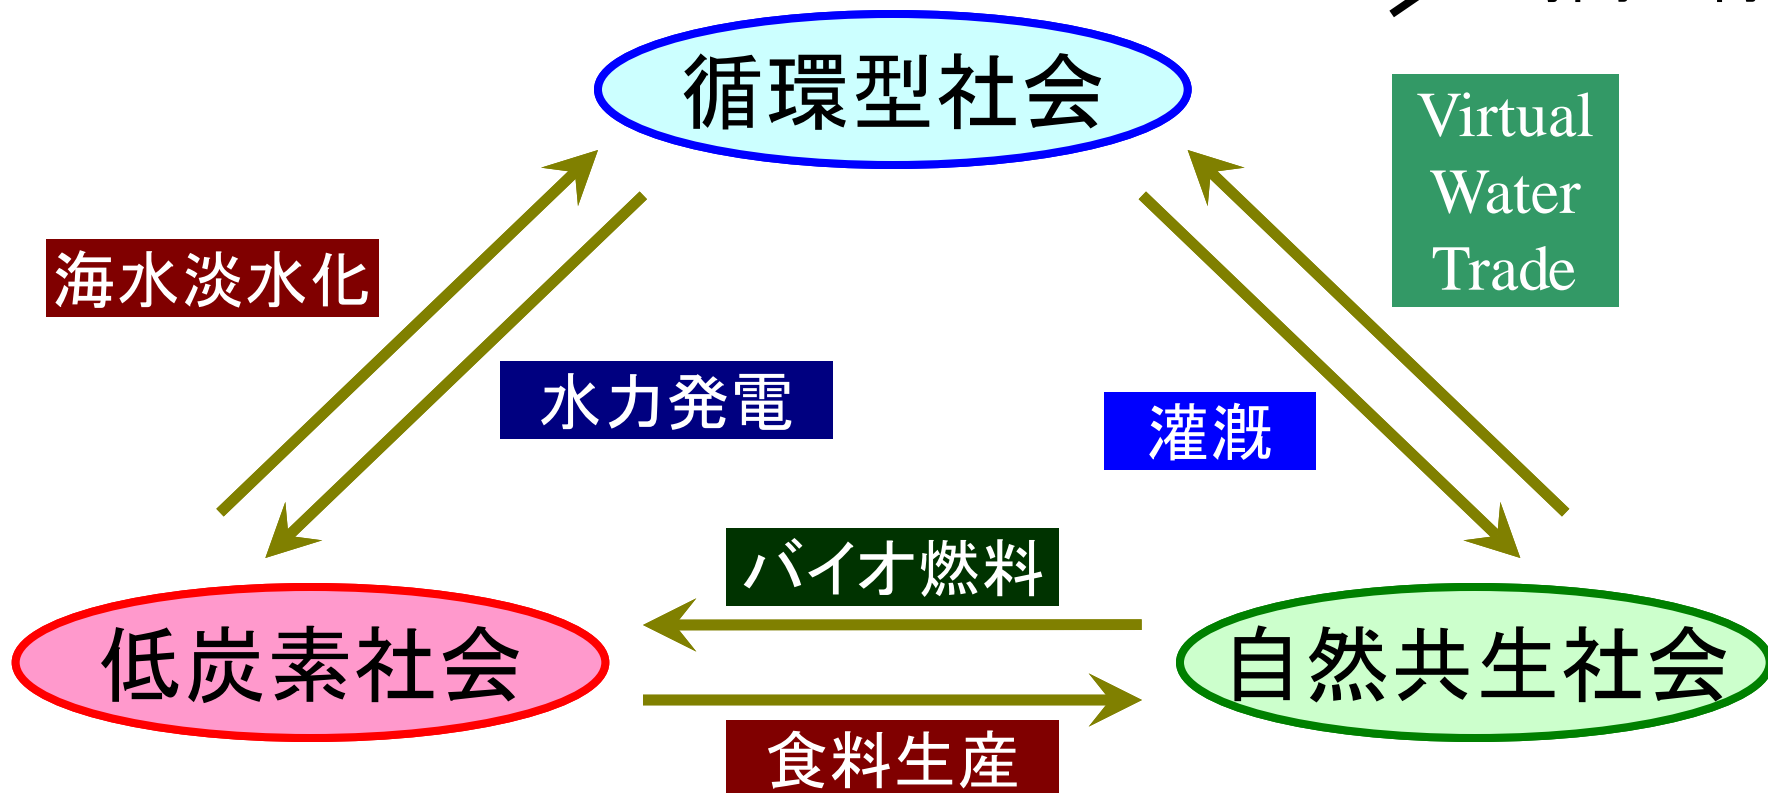 循環型社会
Virtual
Water
Trade
海水淡水化
水力発電
灌漑
バイオ燃料
低炭素社会
自然共生社会
食料生産